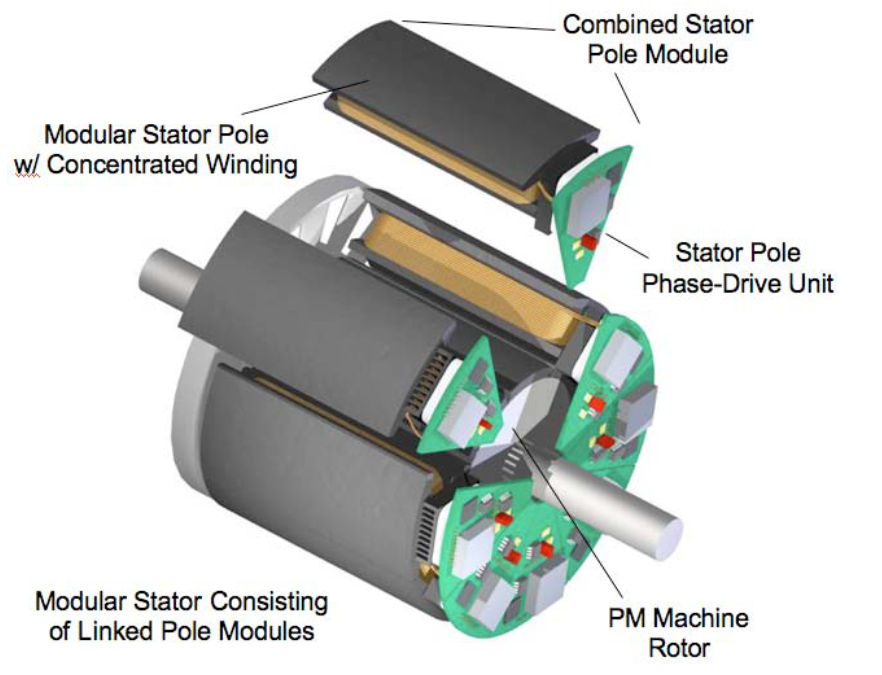 Combined Stator
Pole Module
Modular Stator Pole
w/ Concentrated Winding
Stator Pole
Phase-Drive Unit
Modular Stator Consisting
of Linked Pole Modules
PM Machine
Rotor